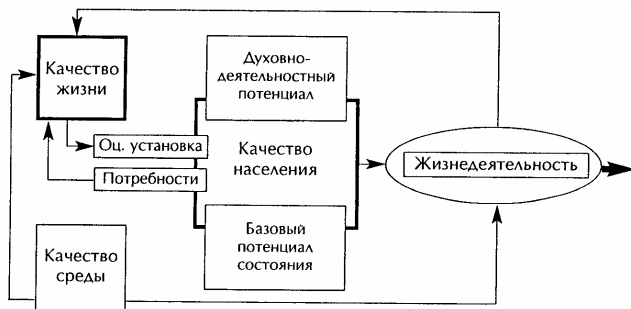 Качество
жизни
Духовно-
деятельностный
потенциал
Оц. установка
Потребности
Качество
населения
Жизнедеятельность
Базовый
потенциал
состояния
Качество
среды